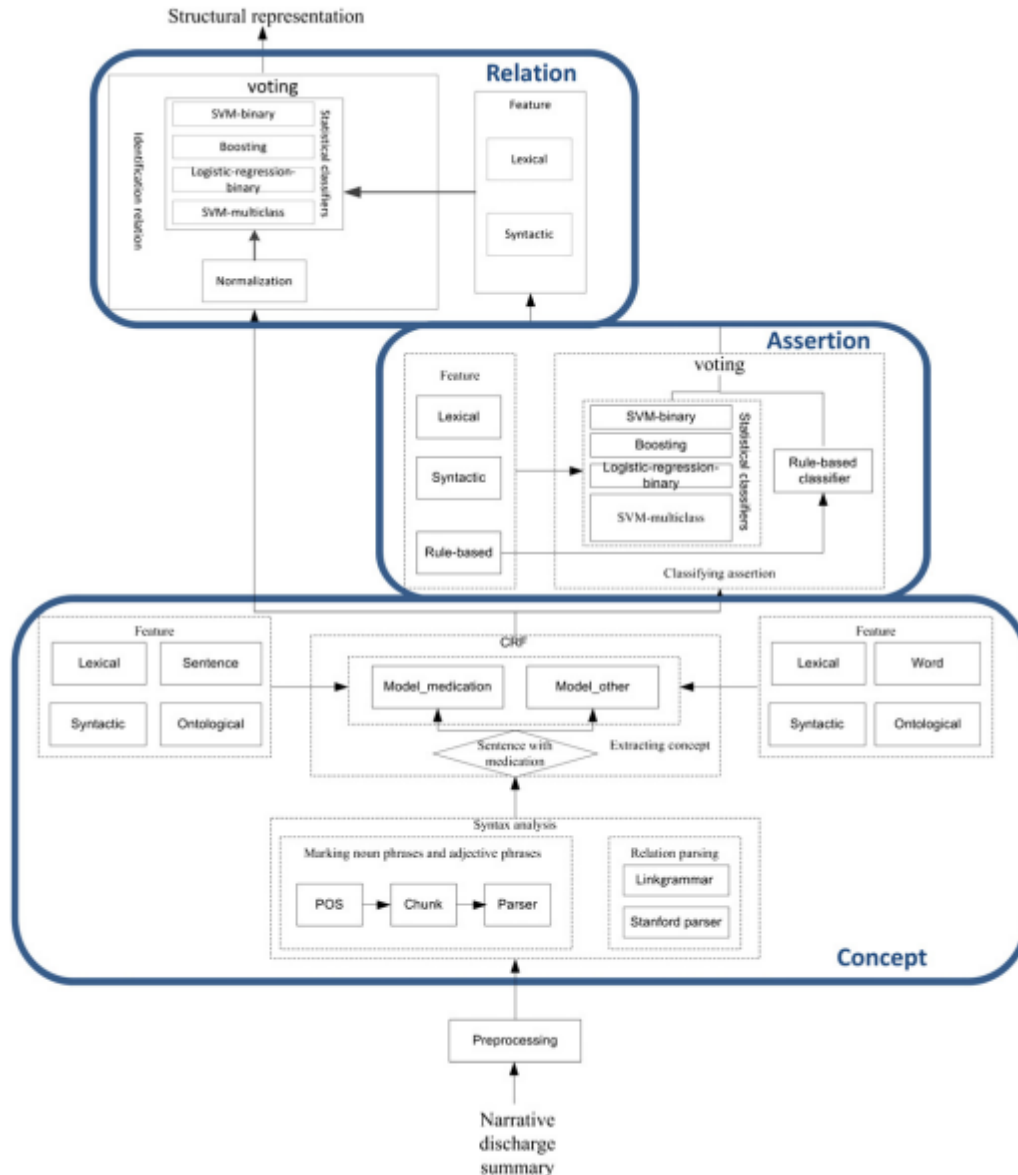 Structural representation
Relation
voting
SVM-binary
Boosting
Logistic-regression-
binary
SVM-multiclass
Statistical classifiers
Identification relation
Normalization
Feature
Lexical
Syntactic
Assertion
Feature
Lexical
Syntactic
Rule-based
voting
SVM-binary
Boosting
Logistic-regression-
binary
SVM-multiclass
Statistical classifiers
Rule-based
classifier
Classifying assertion
Feature
Lexical
Sentence
Syntactic
Ontological
CRF
Model_medication
Model_other
Sentence with
medication
Extracting concept
Feature
Lexical
Word
Syntactic
Ontological
Syntax analysis
Marking noun phrases and adjective phrases
POS
Chunk
Parser
Relation parsing
Linkgrammar
Stanford parser
Concept
Preprocessing
Narrative
discharge
summary